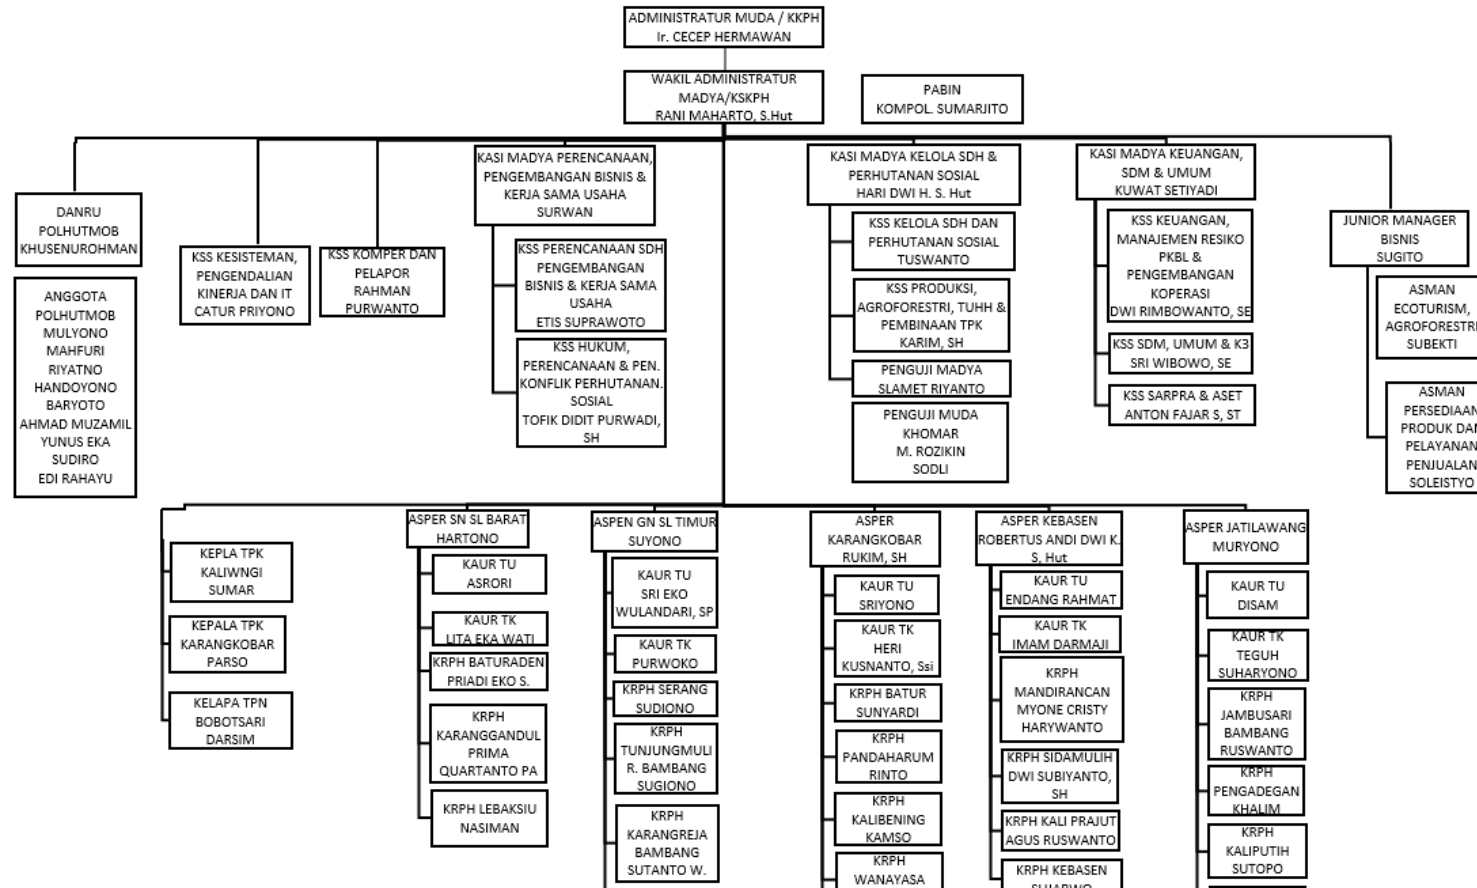 ADMINISTRATUR MUDA / KKPH
Ir. CECEP HERMAWAN
WAKIL ADMINISTRATUR
MADYA/KSKPH
RANI MAHARTO, S.Hut
PABIN
KOMPOL. SUMARJITO
DANRU
POLHUTMOB
KHUSENUROHMAN
ANGGOTA
POLHUTMOB
MULYONO
MAHFURI
RIYATNO
HANDOYONO
BARYOTO
AHMAD MUZAMIL
YUNUS EKA
SUDIRO
EDI RAHAYU
KSS KESISTEMAN,
PENGENDALIAN
KINERJA DAN IT
CATUR PRIYONO
KSS KOMPER DAN
PELAPOR
RAHMAN
PURWANTO
KASI MADYA PERENCANAAN,
PENGEMBANGAN BISNIS &
KERJA SAMA USAHA
SURWAN
KSS PERENCANAAN SDH
PENGEMBANGAN
BISNIS & KERJA SAMA
USAHA
ETIS SUPRAWOTO
KSS HUKUM,
PERENCANAAN & PEN.
KONFLIK PERHUTANAN.
SOSIAL
TOFIK DIDIT PURWADI,
SH
KASI MADYA KELOLA SDH &
PERHUTANAN SOSIAL
HARI DWI H. S. Hut
KSS KELOLA SDH DAN
PERHUTANAN SOSIAL
TUSWANTO
KSS PRODUKSI,
AGROFORESTRI, TUHH &
PEMBINAAN TPK
KARIM, SH
PENGUJI MADYA
SLAMET RIYANTO
PENGUJI MUDA
KHOMAR
M. ROZIKIN
SODLI
KASI MADYA KEUANGAN,
SDM & UMUM
KUWAT SETIYADI
KSS KEUANGAN,
MANAJEMEN RESIKO
PKBL &
PENGEMBANGAN
KOPERASI
DWI RIMBOWANTO, SE
KSS SDM, UMUM & K3
SRI WIBOWO, SE
KSS SARPRA & ASET
ANTON FAJAR S, ST
JUNIOR MANAGER
BISNIS
SUGITO
ASMAN
ECOTURISM,
AGROFORESTRI
SUBEKTI
ASMAN
PERSEDIAAN
PRODUK DAN
PELAYANAN
PENJUALAN
SOLEISTYO
KEPLA TPK
KALIWNGI
SUMAR
KEPALA TPK
KARANGKOBAR
PARSO
KELAPA TPN
BOBOTSARI
DARSIM
ASPER SN SL BARAT
HARTONO
KAUR TU
ASRORI
KAUR TK
LITA EKA WATI
KRPH BATURADEN
PRIADI EKO S.
KRPH
KARANGGANDUL
PRIMA
QUARTANTO PA
KRPH LEBAKSIU
NASIMAN
ASPEN GN SL TIMUR
SUYONO
KAUR TU
SRI EKO
WULANDARI, SP
KAUR TK
PURWOKO
KRPH SERANG
SUDIONO
KRPH
TUNJUNGMULI
R. BAMBANG
SUGIONO
KRPH
KARANGREJA
BAMBANG
SUTANTO W.
ASPER
KARANGKOBAR
RUKIM, SH
KAUR TU
SRIYONO
KAUR TK
HERI
KUSNANTO, Ssi
KRPH BATUR
SUNYARDI
KRPH
PANDAHARUM
RINTO
KRPH
KALIBENING
KAMSO
KRPH
WANAYASA
ASPER KEBASEN
ROBERTUS ANDI DWI K.
S, Hut
KAUR TU
ENDANG RAHMAT
KAUR TK
IMAM DARMAJI
KRPH
MANDIRANCAN
MYONE CRISTY
HARYWANTO
KRPH SIDAMULIH
DWI SUBIYANTO,
SH
KRPH KALI PRAJUT
AGUS RUSWANTO
KRPH KEBASEN
ASPER JATILAWANG
MURYONO
KAUR TU
DISAM
KAUR TK
TEGUH
SUHARYONO
KRPH
JAMBUSARI
BAMBANG
RUSWANTO
KRPH
PENGADEGAN
KHALIM
KRPH
KALIPUTIH
SUTOPO